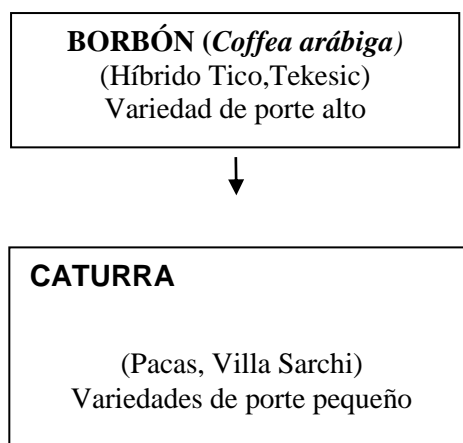 BORBÓN (Coffea arábiga)
(Híbrido Tico,Tekesic)
Variedad de porte alto
CATURRA
(Pacas, Villa Sarchi)
Variedades de porte pequeño